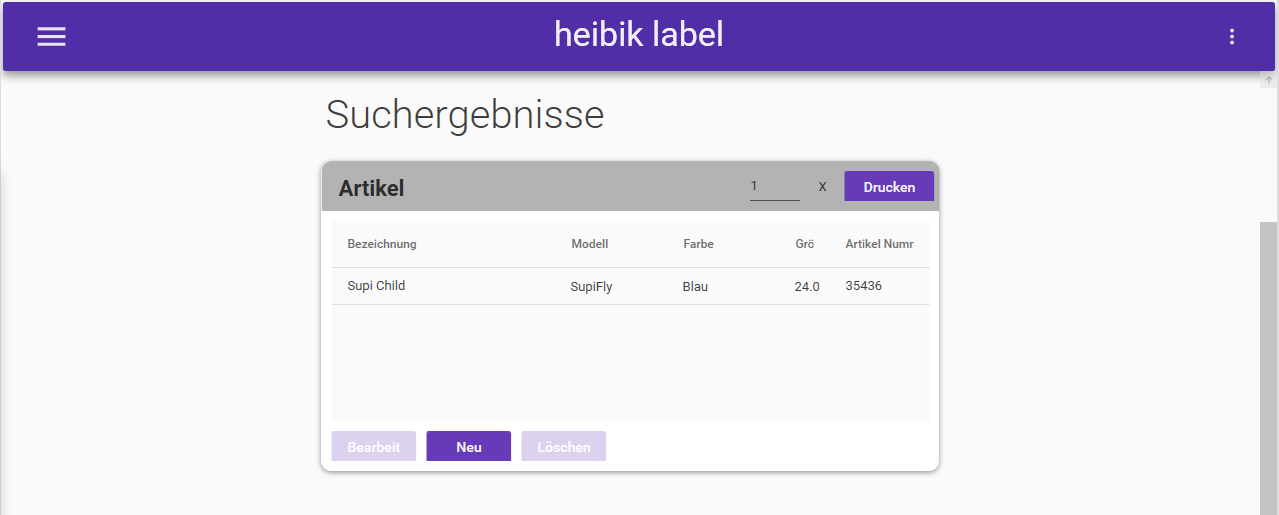 heibik label
Suchergebnisse
Artikel 1 X Drucken
Bezeichnung Modell Farbe Grö Artikel Numr
Supi Child SupiFly Blau 24.0 35436
Bearbeit Neu Löschen